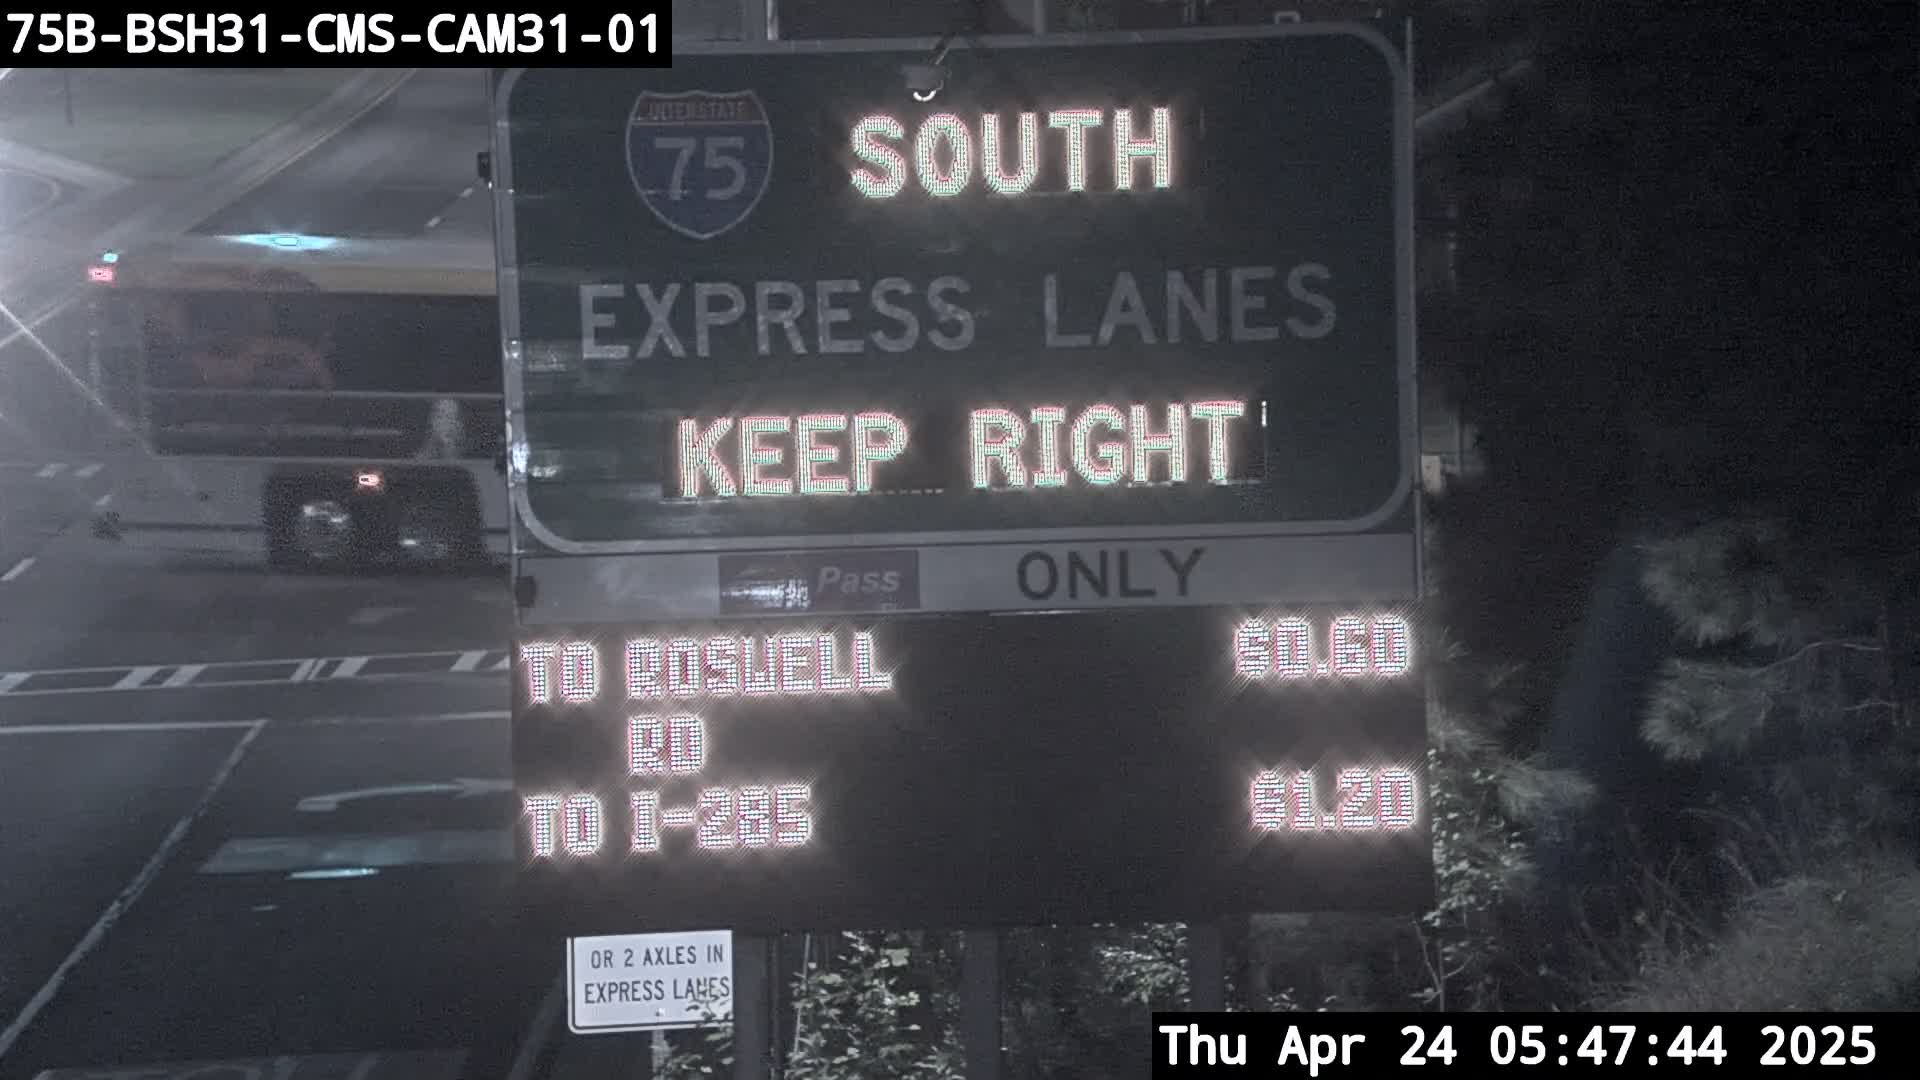 75B-BSH31-CMS-CAM31-01
INTERSTATE
75
SOUTH
EXPRESS LANES
KEEP RIGHT
Pass ONLY
TO ROSWELL $0.60
RD
TO I-285 $1.20
OR 2 AXLES IN
EXPRESS LANES
Thu Apr 24 05:47:44 2025